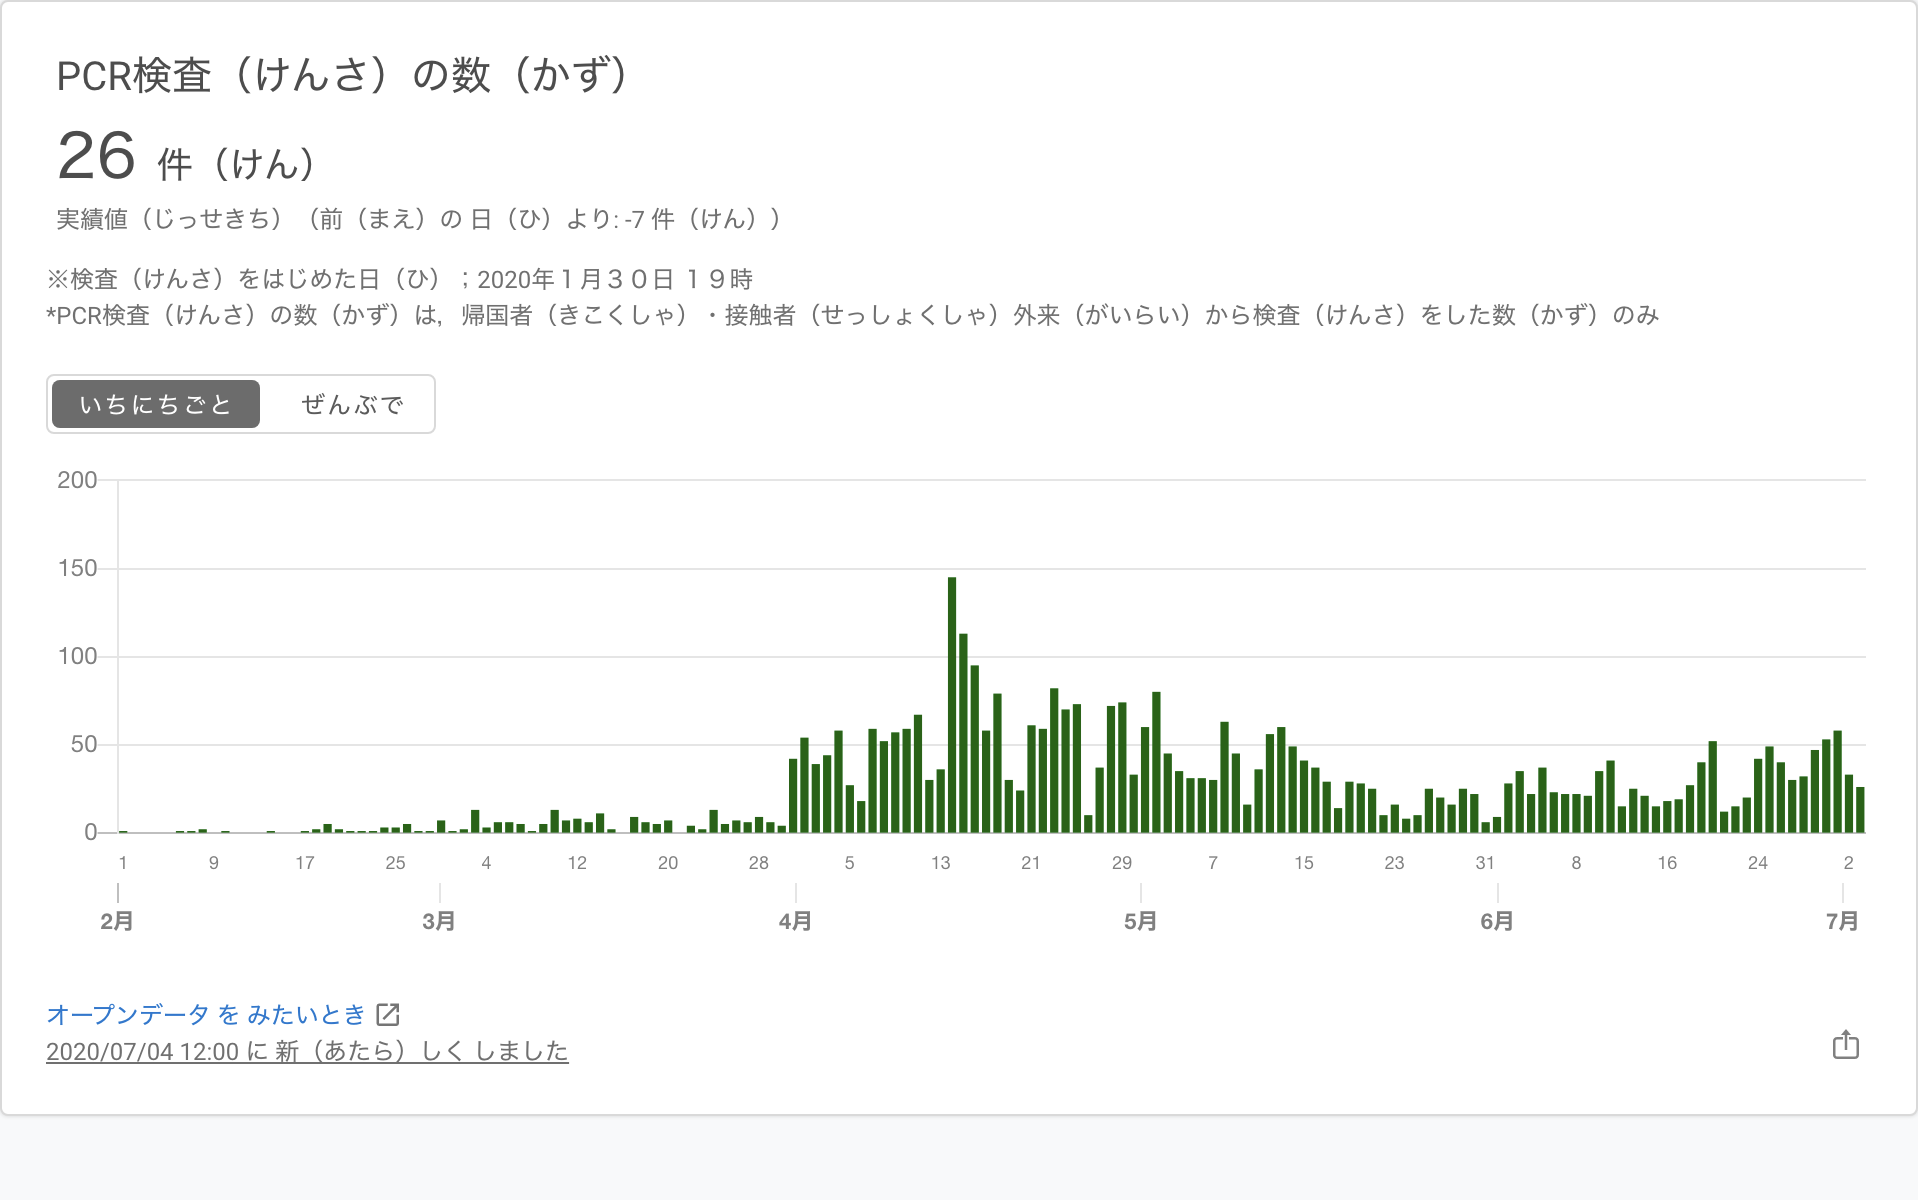 PCR検査（けんさ）の数（かず）
26 件（けん）
実績値（じっせきち）（前（まえ）の 日（ひ）より: -7 件（けん））
※検査（けんさ）をはじめた日（ひ）；2020年１月３０日 １９時
*PCR検査（けんさ）の数（かず）は，帰国者（きこくしゃ）・接触者（せっしょくしゃ）外来（がいらい）から検査（けんさ）をした数（かず）のみ
いちにちごと ぜんぶで
200
150
100
50
0
1 9 17 25 4 12 20 28 5 13 21 29 7 15 23 31 8 16 24 2
2月 3月 4月 5月 6月 7月
オープンデータ を みたいとき
2020/07/04 12:00 に 新（あたら）しく しました